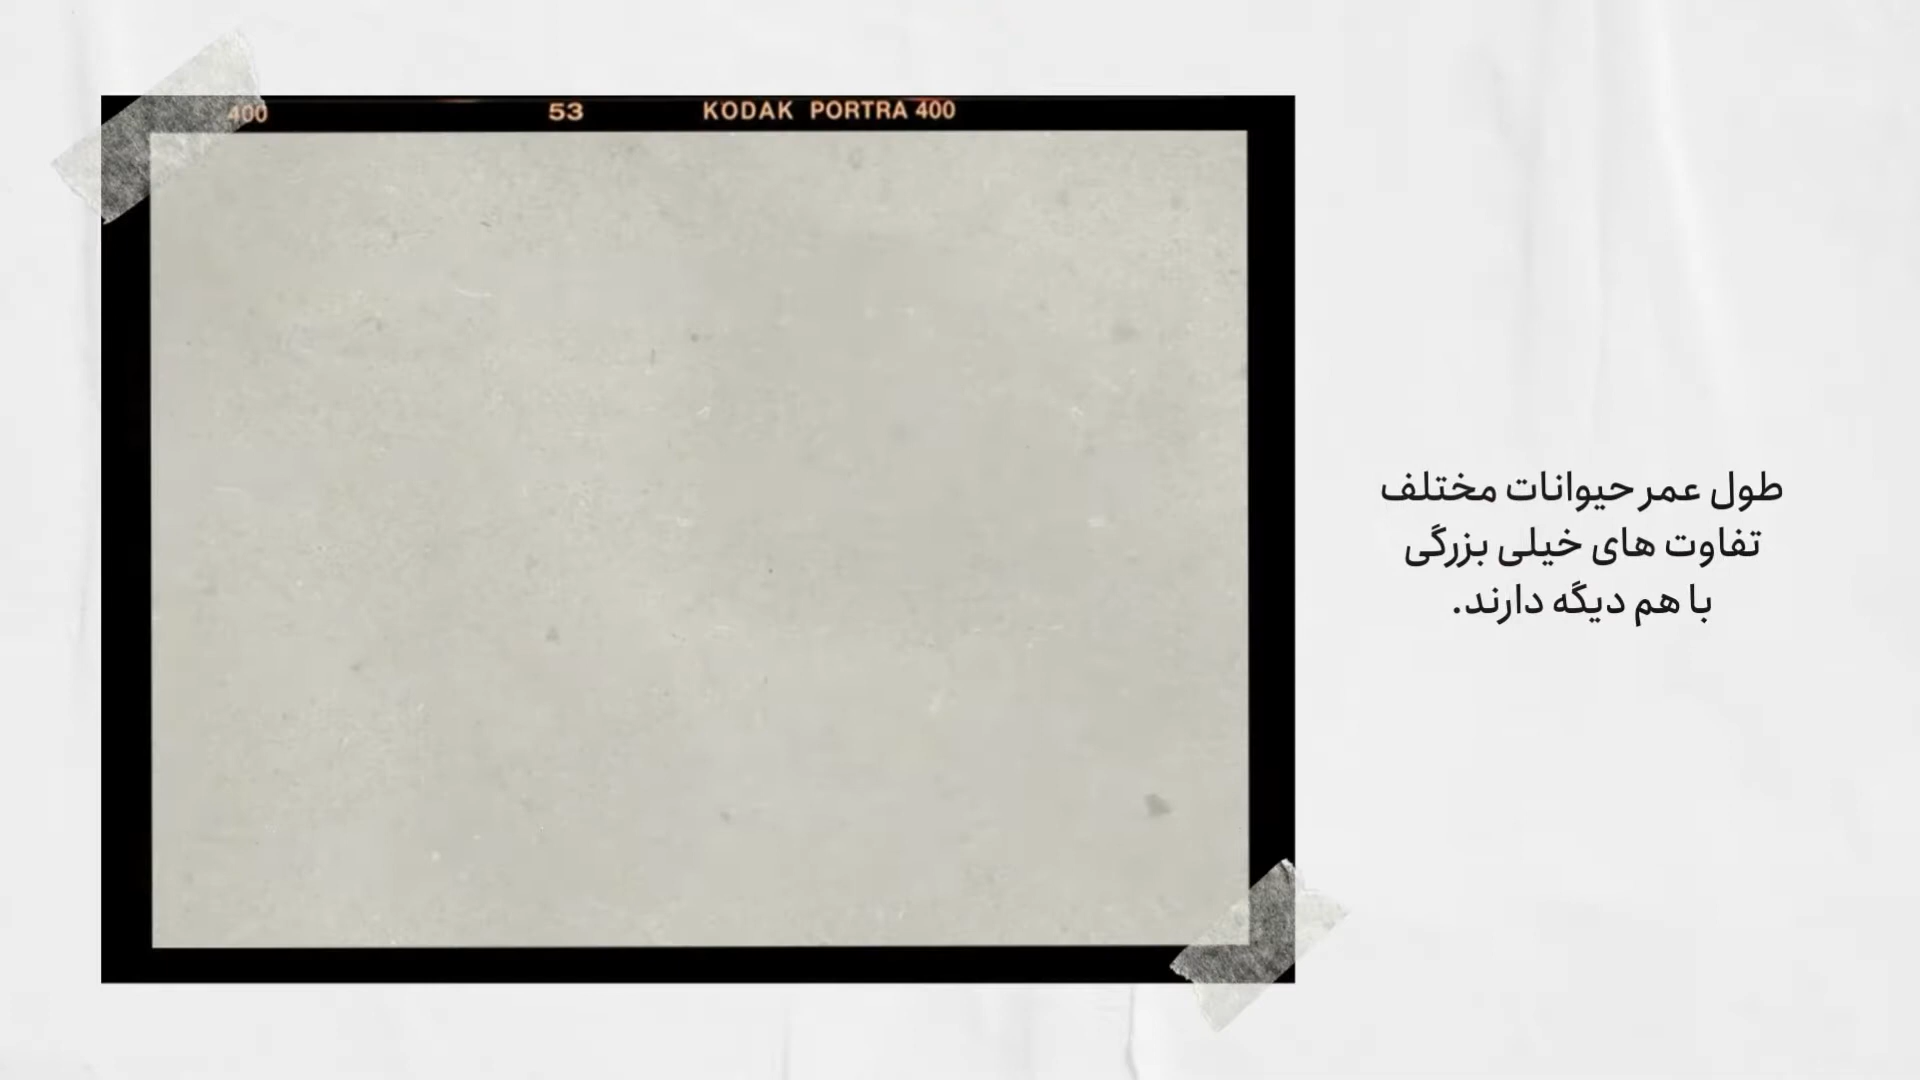 400 53 KODAK PORTRA 400
طول عمر حیوانات مختلف
تفاوت های خیلی بزرگی
با هم دیگه دارند.